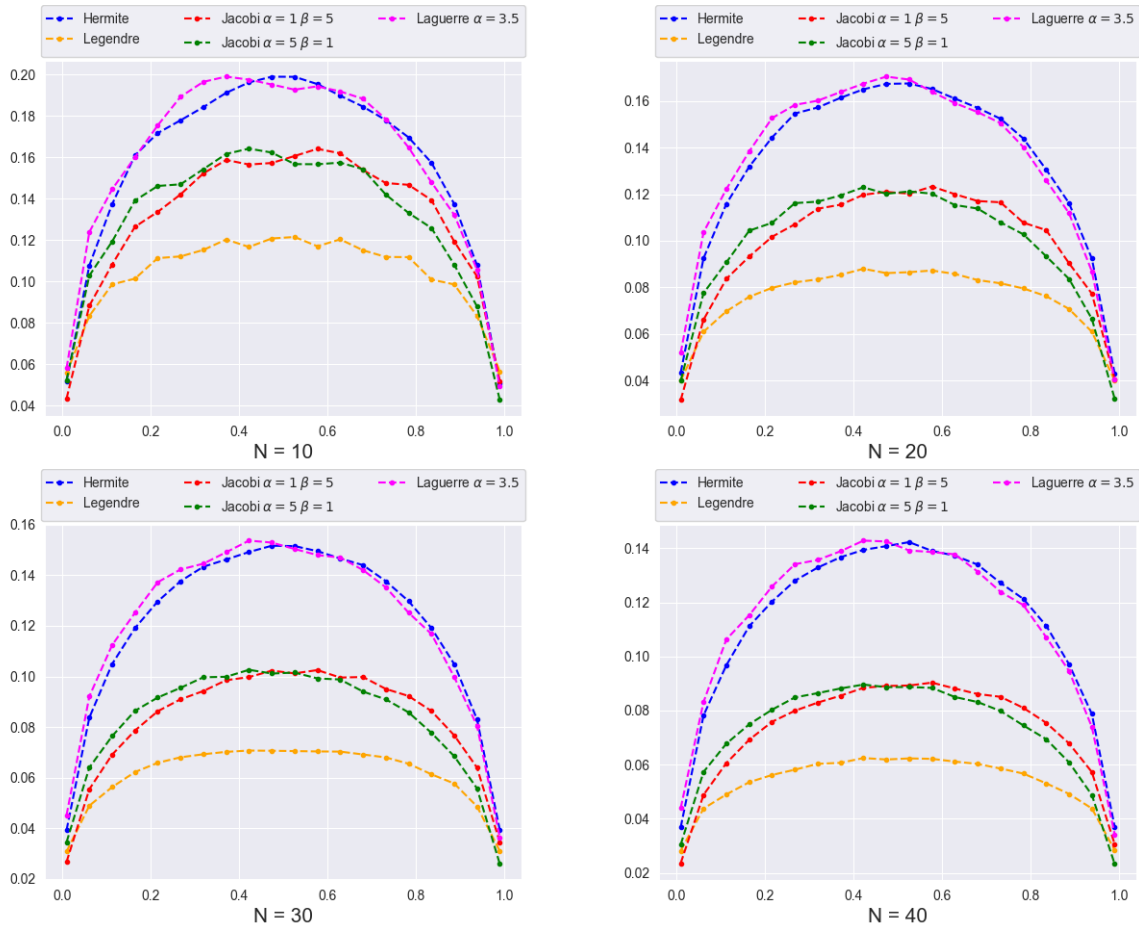 Hermite Jacobi α = 1 β = 5 Laguerre α = 3.5
Legendre Jacobi α = 5 β = 1
0.20
0.18
0.16
0.14
0.12
0.10
0.08
0.06
0.04
0.0 0.2 0.4 0.6 0.8 1.0
N = 10
Hermite Jacobi α = 1 β = 5 Laguerre α = 3.5
Legendre Jacobi α = 5 β = 1
0.16
0.14
0.12
0.10
0.08
0.06
0.04
0.0 0.2 0.4 0.6 0.8 1.0
N = 20
Hermite Jacobi α = 1 β = 5 Laguerre α = 3.5
Legendre Jacobi α = 5 β = 1
0.16
0.14
0.12
0.10
0.08
0.06
0.04
0.02
0.0 0.2 0.4 0.6 0.8 1.0
N = 30
Hermite Jacobi α = 1 β = 5 Laguerre α = 3.5
Legendre Jacobi α = 5 β = 1
0.14
0.12
0.10
0.08
0.06
0.04
0.02
0.0 0.2 0.4 0.6 0.8 1.0
N = 40